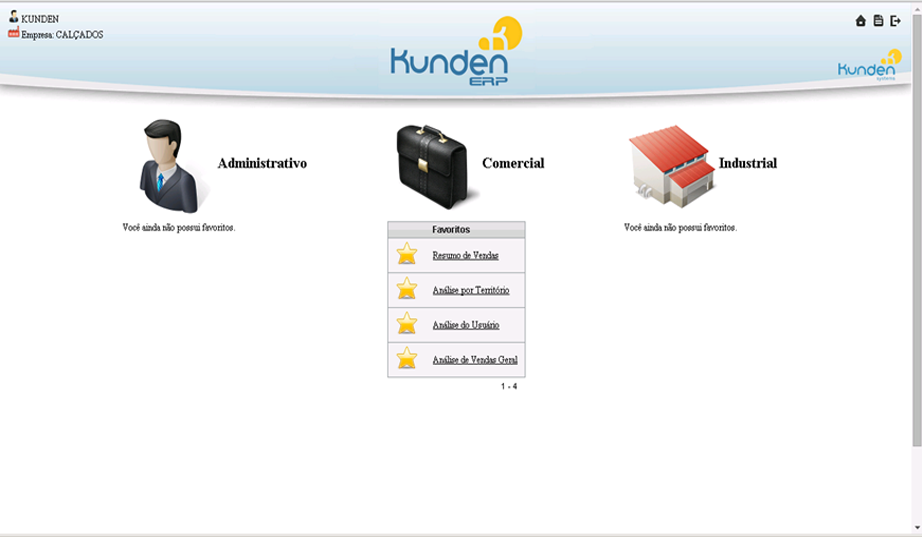 KUNDEN
Empresa: CALÇADOS
Kunden
ERP
Kunden
systems
Administrativo
Comercial
Industrial
Você ainda não possui favoritos.
Você ainda não possui favoritos.
Favoritos
Resumo de Vendas
Análise por Território
Análise do Usuário
Análise de Vendas Geral
1 - 4